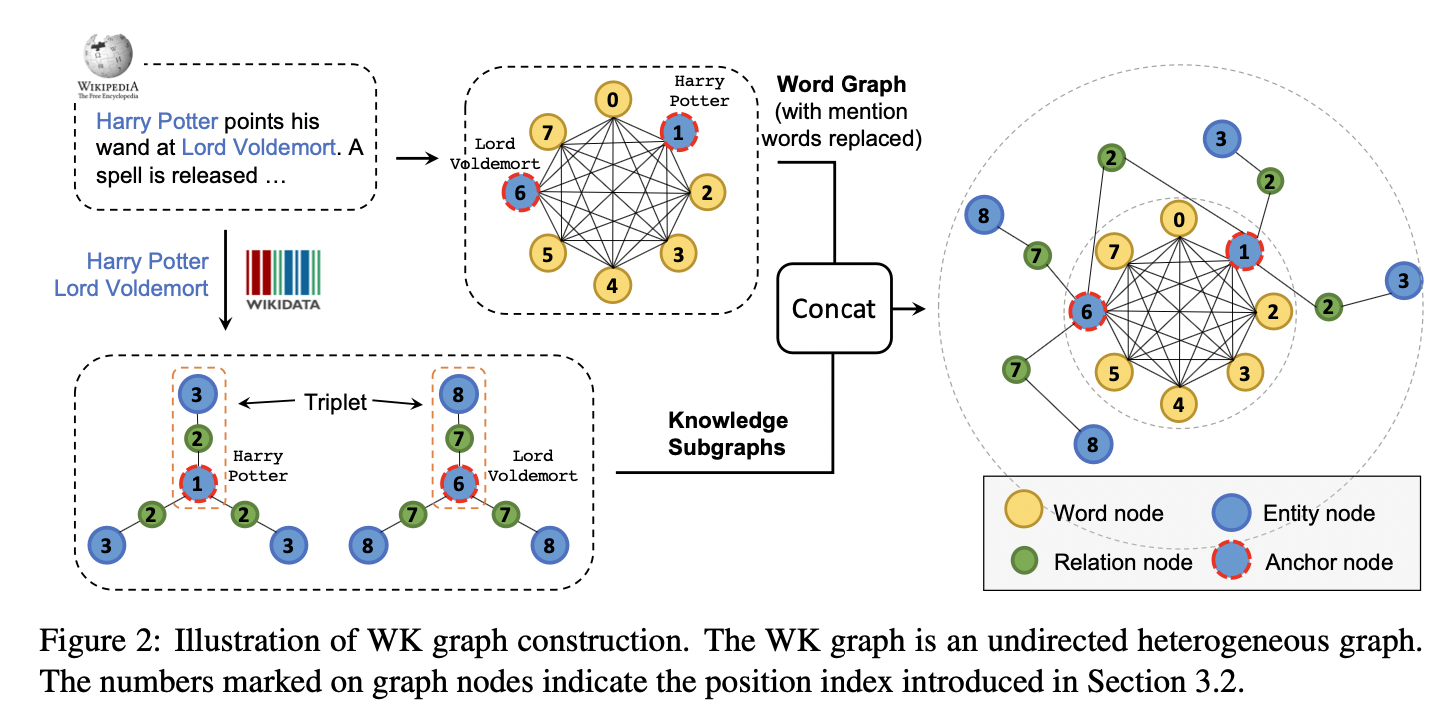 WIKIPEDIA
The Free Encyclopedia
Harry Potter points his
wand at Lord Voldemort. A
spell is released …
Harry Potter
Lord Voldemort
WIKIDATA
Harry
Potter
Lord
Voldemort
0
7
1
6
2
5
3
4
Word Graph
(with mention
words replaced)
Triplet
3
2
1
Harry
Potter
2
2
3
3
8
7
6
Lord
Voldemort
7
7
8
8
Knowledge
Subgraphs
Concat
3
2
2
8
0
7
7
1
3
6
2
2
7
5
3
4
8
Word node
Entity node
Relation node
Anchor node
Figure 2: Illustration of WK graph construction. The WK graph is an undirected heterogeneous graph.
The numbers marked on graph nodes indicate the position index introduced in Section 3.2.